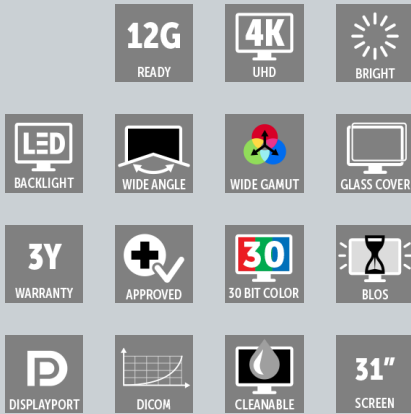 12G
READY
4K
UHD
BRIGHT
LED
BACKLIGHT
WIDE ANGLE
WIDE GAMUT
GLASS COVER
3Y
WARRANTY
APPROVED
30
30 BIT COLOR
BLOS
DISPLAYPORT
DICOM
CLEANABLE
31"
SCREEN